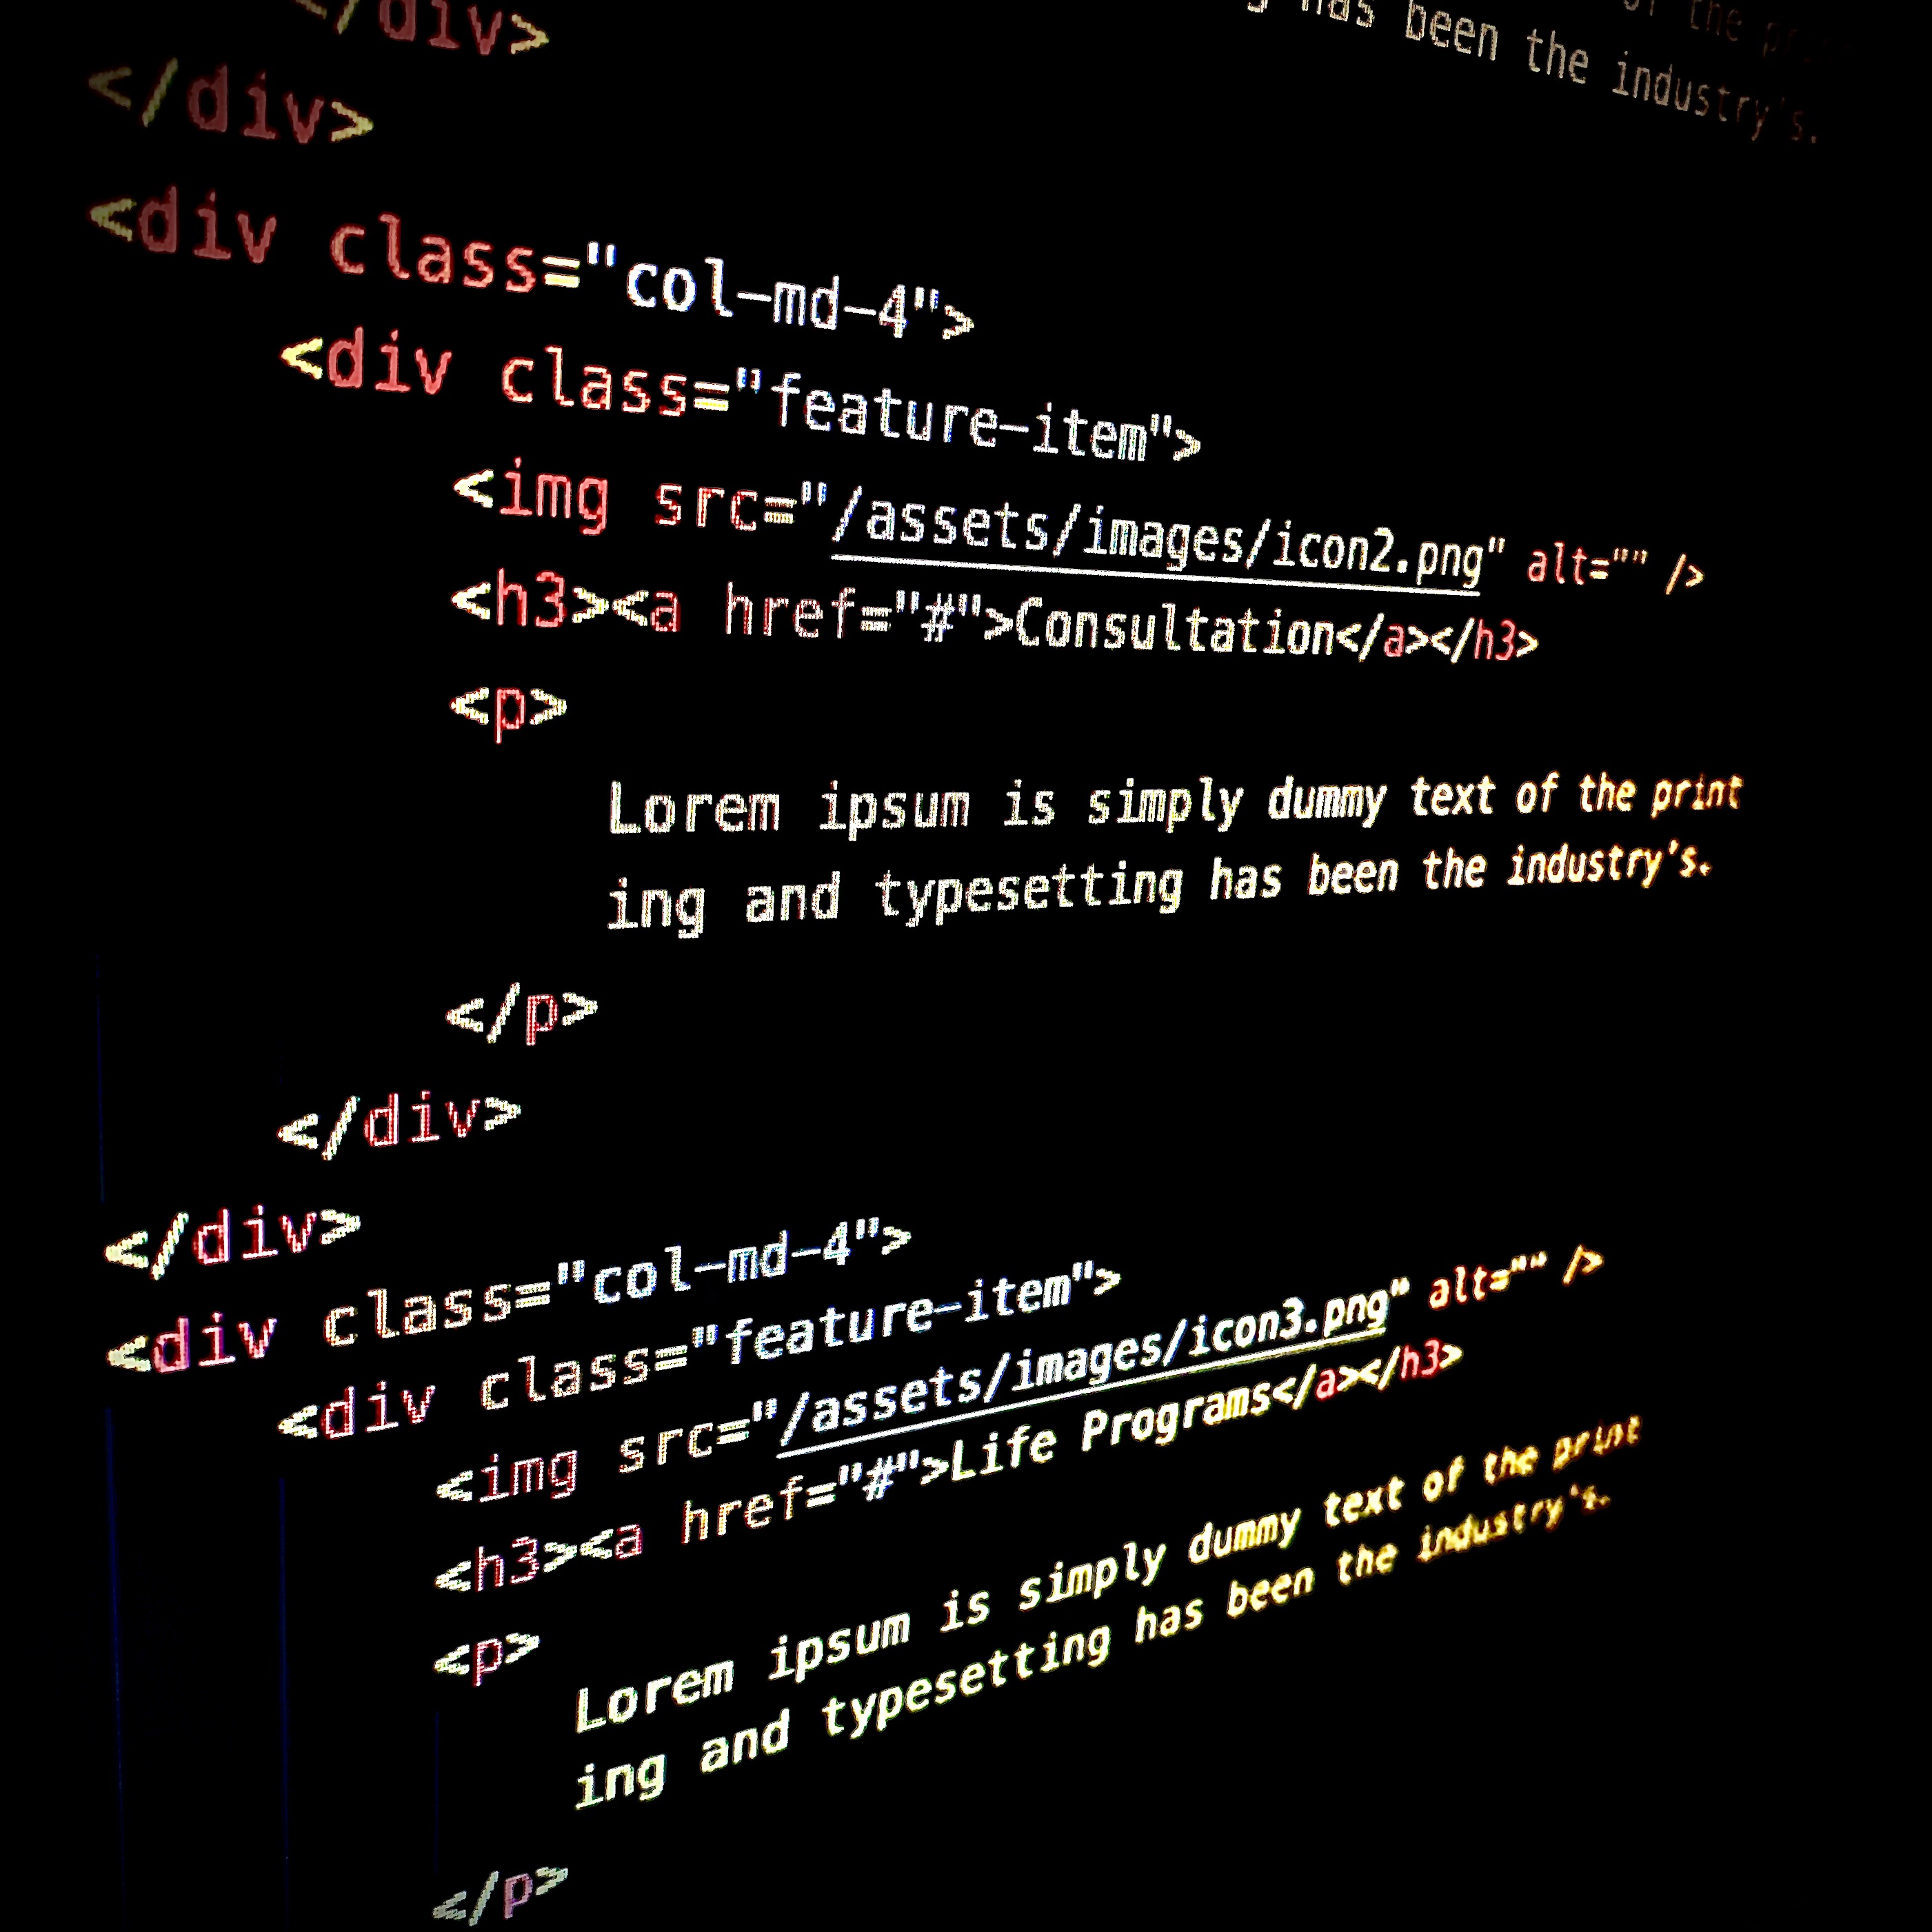 </div>
has been the industry's.
</div>
<div class="col-md-4">
<div class="feature-item">
<img src="/assets/images/icon2.png" alt="" />
<h3><a href="#">Consultation</a></h3>
<p>
Lorem ipsum is simply dummy text of the print
ing and typesetting has been the industry's.
</p>
</div>
</div>
<div class="col-md-4">
<div class="feature-item">
<img src="/assets/images/icon3.png" alt="" />
<h3><a href="#">Life Programs</a></h3>
<p>
Lorem ipsum is simply dummy text of the print
ing and typesetting has been the industry's.
</p>